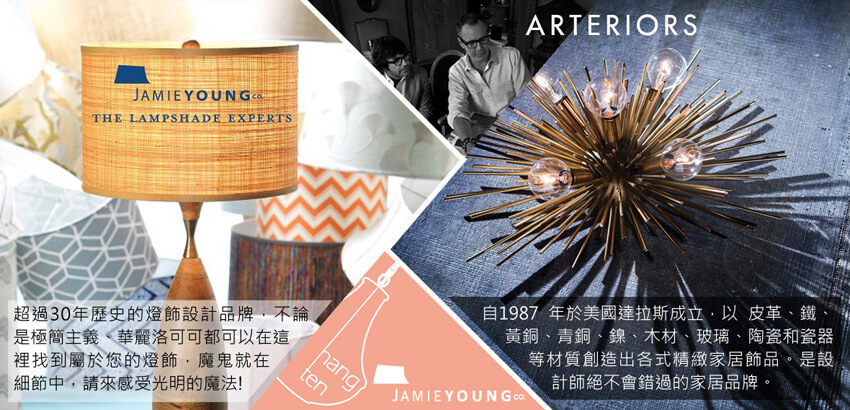 JAMIEYOUNG CO.
THE LAMPSHADE EXPERTS
超過30年歷史的燈飾設計品牌，不論
是極簡主義、華麗洛可可都可以在這
裡找到屬於您的燈飾，魔鬼就在
細節中，請來感受光明的魔法!
hang
ten
JAMIEYOUNG CO.
ARTERIORS
自1987 年於美國達拉斯成立，以 皮革、鐵、
黃銅、青銅、鎳、木材、玻璃、陶瓷和瓷器
等材質創造出各式精緻家居飾品。是設
計師絕不會錯過的家居品牌。